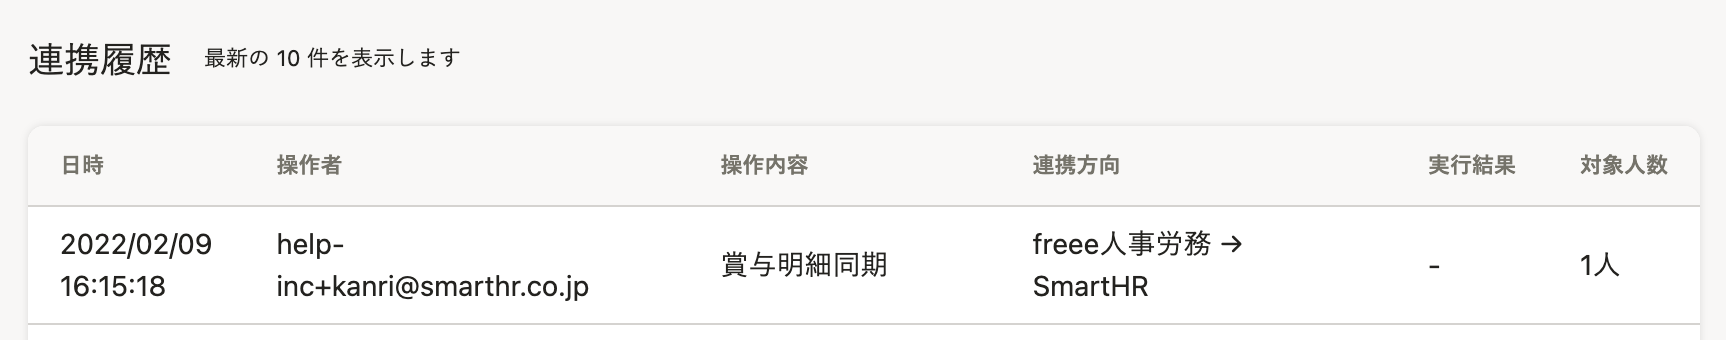 連携履歴 最新の 10 件を表示します
日時 操作者 操作内容 連携方向 実行結果 対象人数
2022/02/09 help- freee人事労務 →
賞与明細同期 - 1人
16:15:18 inc+kanri@smarthr.co.jp SmartHR